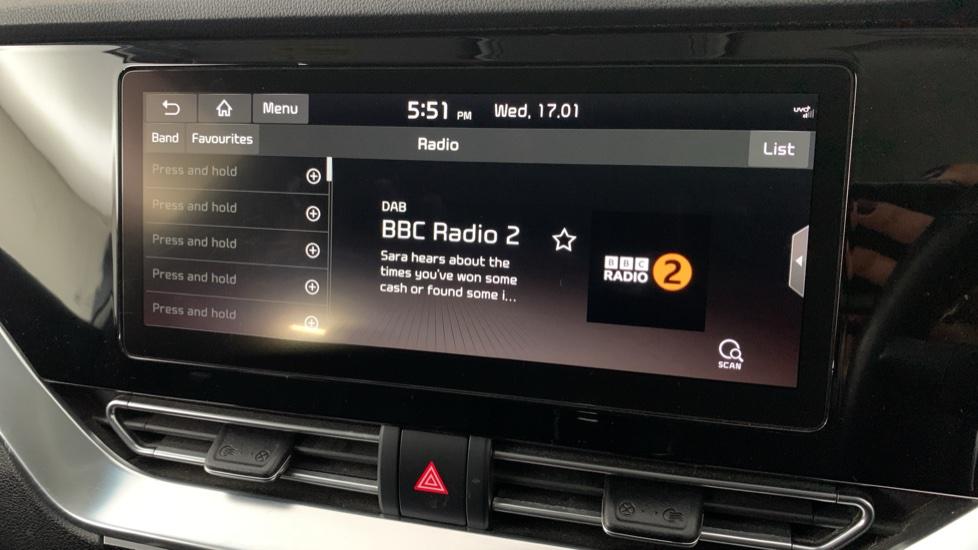 Menu 5:51 PM Wed, 17.01 uvo
Band Favourites Radio List
Press and hold
Press and hold
Press and hold
Press and hold
Press and hold
DAB
BBC Radio 2
Sara hears about the
times you've won some
cash or found some i...
BBC
RADIO 2
SCAN